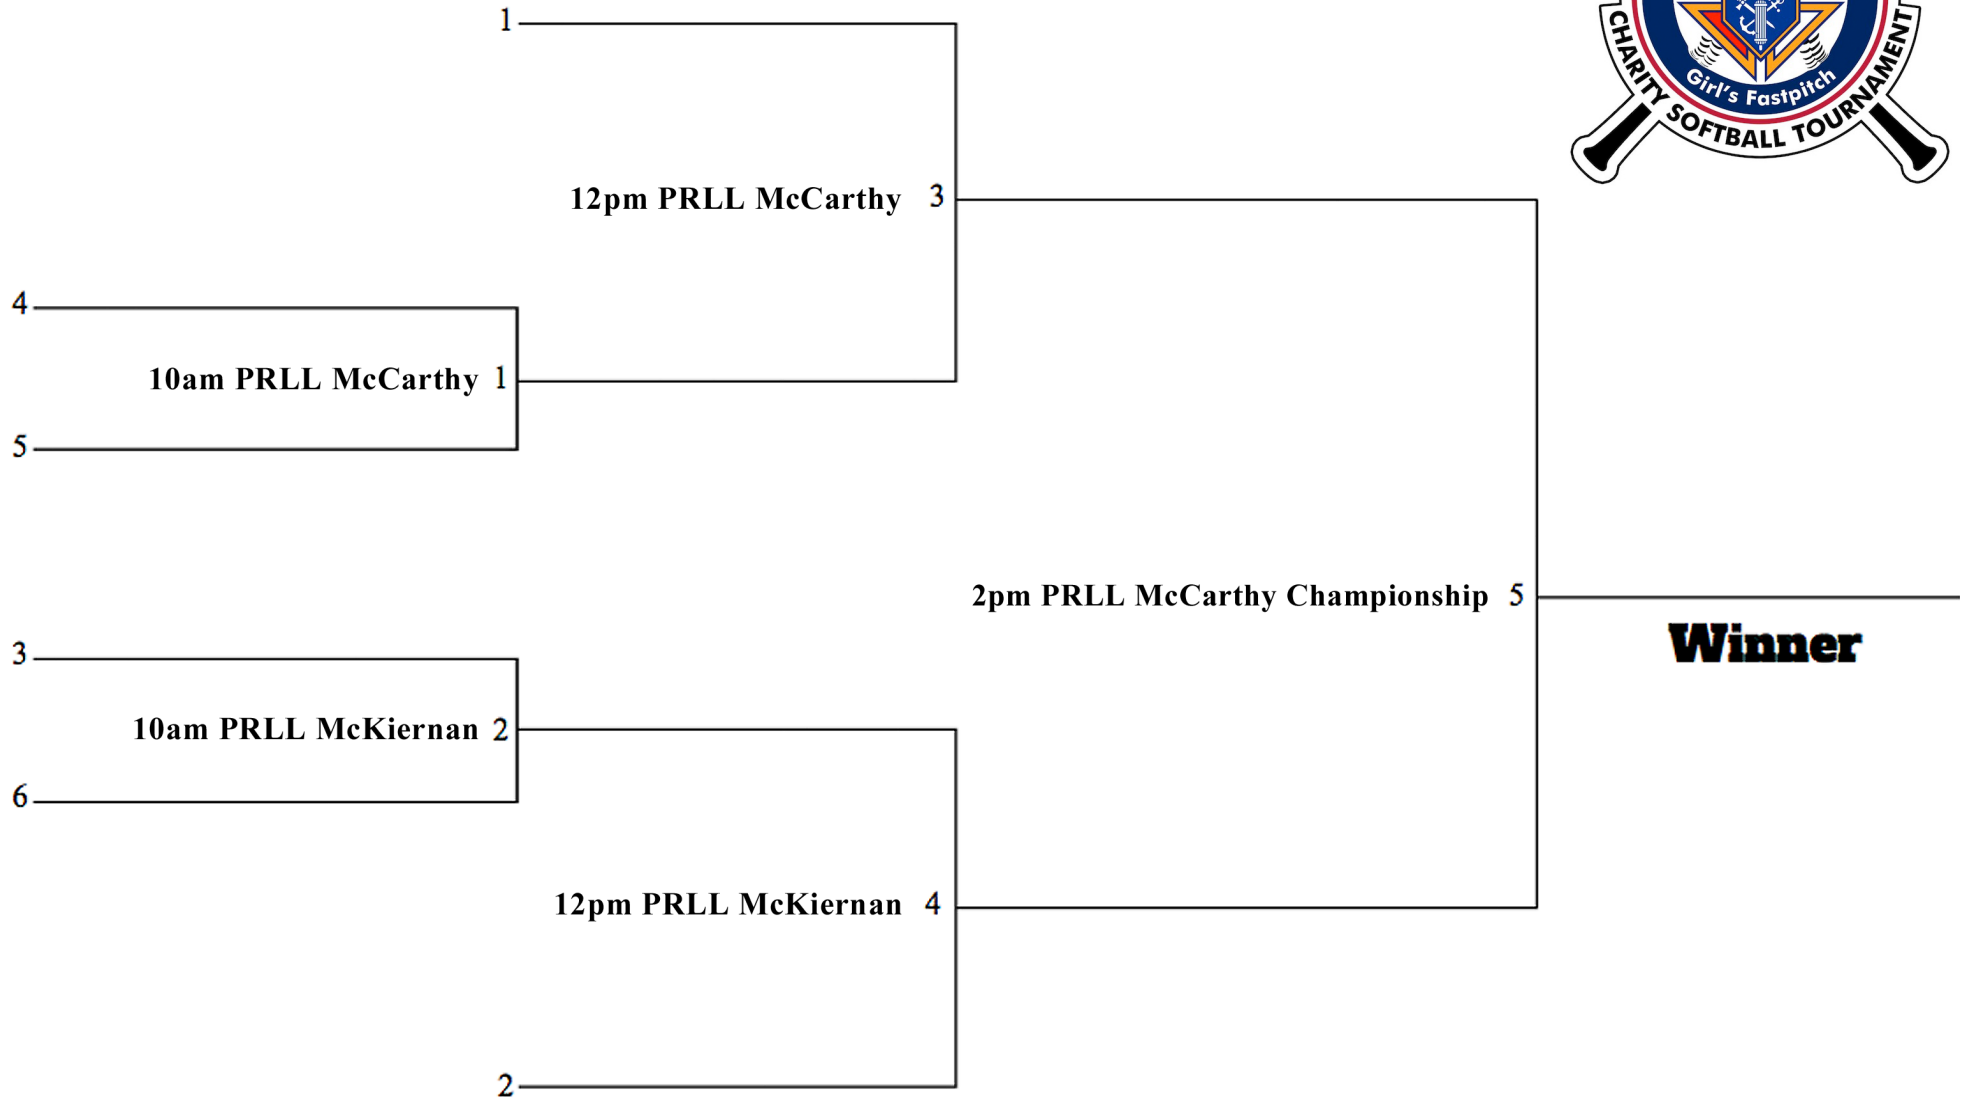 1
Girl's Fastpitch
CHARITY SOFTBALL TOURNAMENT
12pm PRLL McCarthy 3
4
10am PRLL McCarthy 1
5
2pm PRLL McCarthy Championship 5
Winner
3
10am PRLL McKiernan 2
6
12pm PRLL McKiernan 4
2